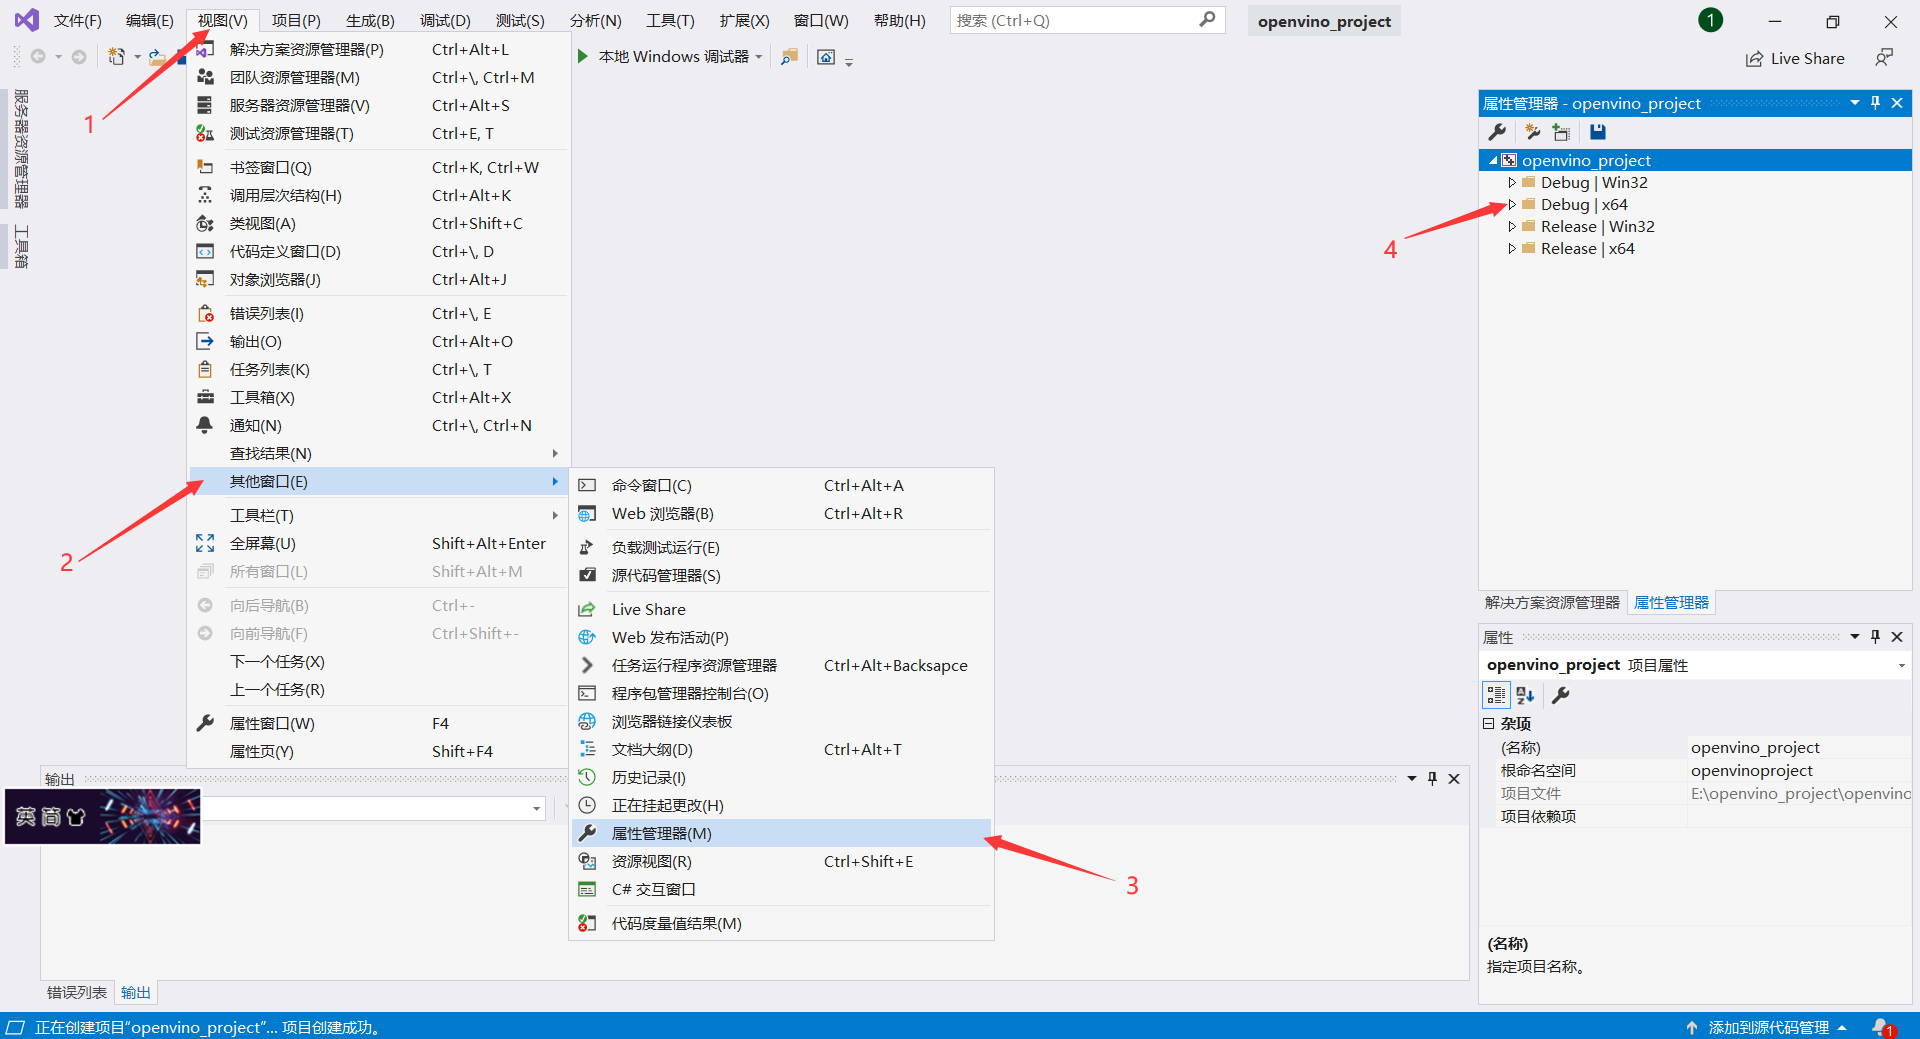 文件(F) 编辑(E) 视图(V) 项目(P) 生成(B) 调试(D) 测试(S) 分析(N) 工具(T) 扩展(X) 窗口(W) 帮助(H) 搜索 (Ctrl+Q) openvino_project 1
本地 Windows 调试器 Live Share
服务器资源管理器
工具箱
解决方案资源管理器(P) Ctrl+Alt+L
团队资源管理器(M) Ctrl+\, Ctrl+M
服务器资源管理器(V) Ctrl+Alt+S
测试资源管理器(T) Ctrl+E, T
书签窗口(Q) Ctrl+K, Ctrl+W
调用层次结构(H) Ctrl+Alt+K
类视图(A) Ctrl+Shift+C
代码定义窗口(D) Ctrl+\, D
对象浏览器(J) Ctrl+Alt+J
错误列表(I) Ctrl+\, E
输出(O) Ctrl+Alt+O
任务列表(K) Ctrl+\, T
工具箱(X) Ctrl+Alt+X
通知(N) Ctrl+\, Ctrl+N
查找结果(N)
其他窗口(E)
工具栏(T)
全屏幕(U) Shift+Alt+Enter
所有窗口(L) Shift+Alt+M
向后导航(B) Ctrl+-
向前导航(F) Ctrl+Shift+-
下一个任务(X)
上一个任务(R)
属性窗口(W) F4
属性页(Y) Shift+F4
命令窗口(C) Ctrl+Alt+A
Web 浏览器(B) Ctrl+Alt+R
负载测试运行(E)
源代码管理器(S)
Live Share
Web 发布活动(P)
任务运行程序资源管理器 Ctrl+Alt+Backsapce
程序包管理器控制台(O)
浏览器链接仪表板
文档大纲(D) Ctrl+Alt+T
历史记录(I)
正在挂起更改(H)
属性管理器(M)
资源视图(R) Ctrl+Shift+E
C# 交互窗口
代码度量值结果(M)
1
2
3
4
属性管理器 - openvino_project
openvino_project
Debug | Win32
Debug | x64
Release | Win32
Release | x64
解决方案资源管理器 属性管理器
属性
openvino_project 项目属性
杂项
(名称) openvino_project
根命名空间 openvinoproject
项目文件 E:\openvino_project\openvino
项目依赖项
(名称)
指定项目名称。
输出
英 简
错误列表 输出
正在创建项目“openvino_project”... 项目创建成功。 添加到源代码管理 1